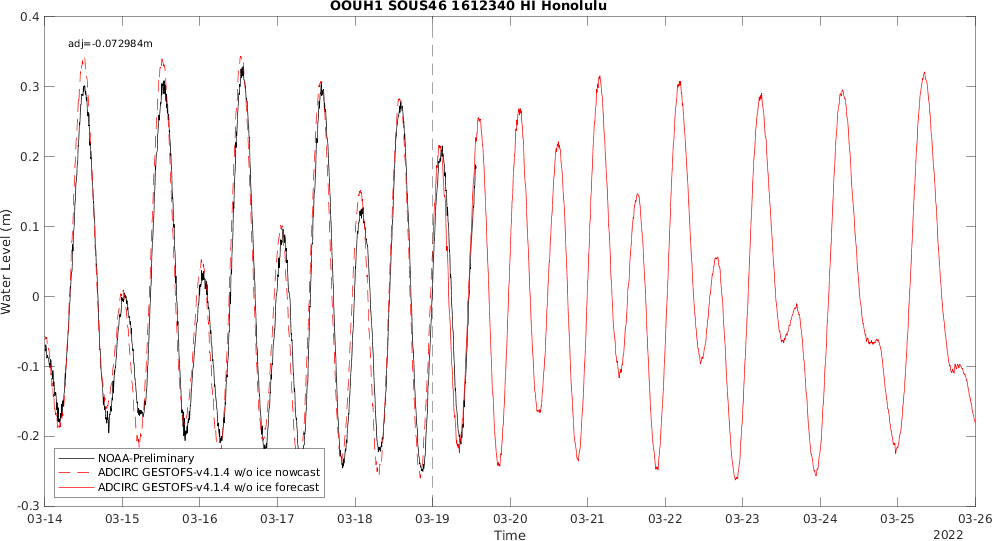 OOUH1 SOUS46 1612340 HI Honolulu
adj=-0.072984m
0.4
0.3
0.2
0.1
0
-0.1
-0.2
-0.3
Water Level (m)
NOAA-Preliminary
ADCIRC GESTOFS-v4.1.4 w/o ice nowcast
ADCIRC GESTOFS-v4.1.4 w/o ice forecast
03-14 03-15 03-16 03-17 03-18 03-19 03-20 03-21 03-22 03-23 03-24 03-25 03-26
Time
2022